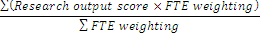 ∑(Research output score × FTE weighting)
∑ FTE weighting